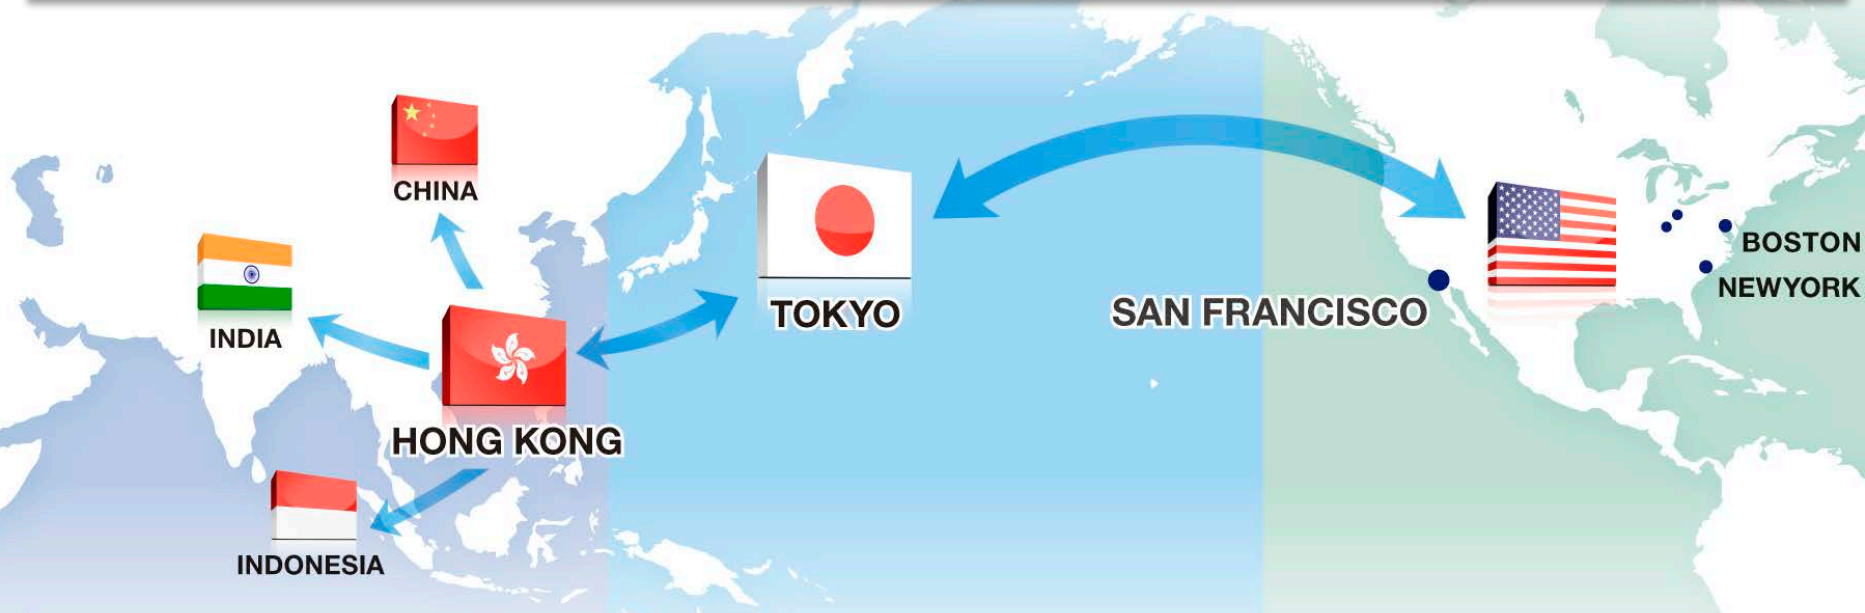 CHINA
BOSTON
INDIA
NEWYORK
TOKYO
SAN FRANCISCO
HONG KONG
INDONESIA